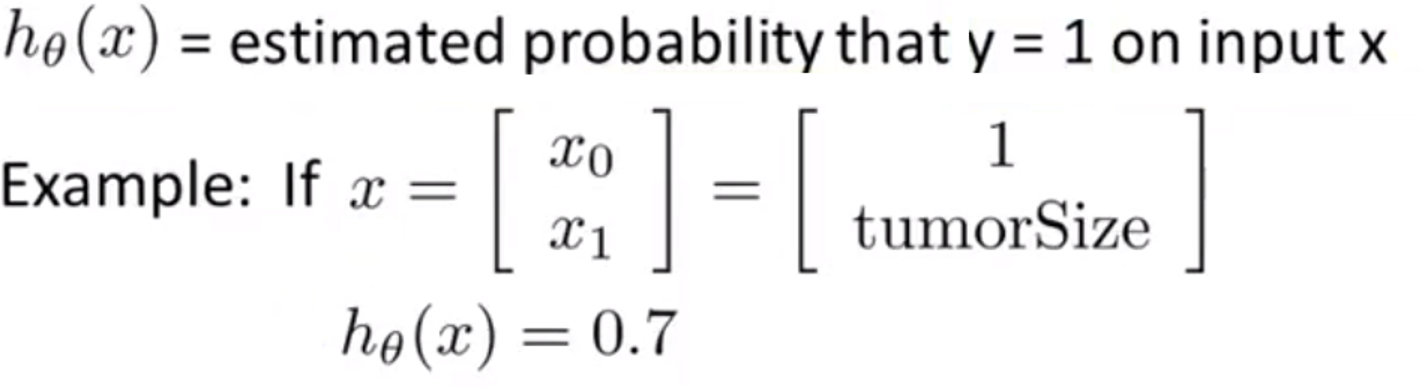 hθ(x) = estimated probability that y = 1 on input x
Example: If x = [ x0 x1 ] = [ 1 tumorSize ]
hθ(x) = 0.7